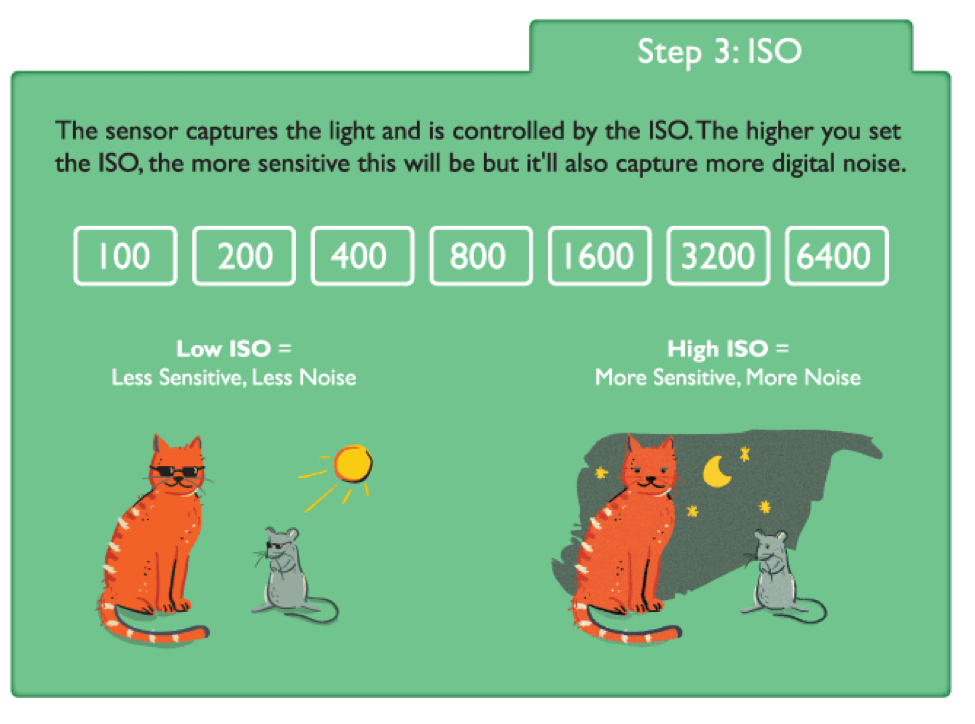 Step 3: ISO
The sensor captures the light and is controlled by the ISO. The higher you set
the ISO, the more sensitive this will be but it'll also capture more digital noise.
100 200 400 800 1600 3200 6400
Low ISO =
Less Sensitive, Less Noise
High ISO =
More Sensitive, More Noise